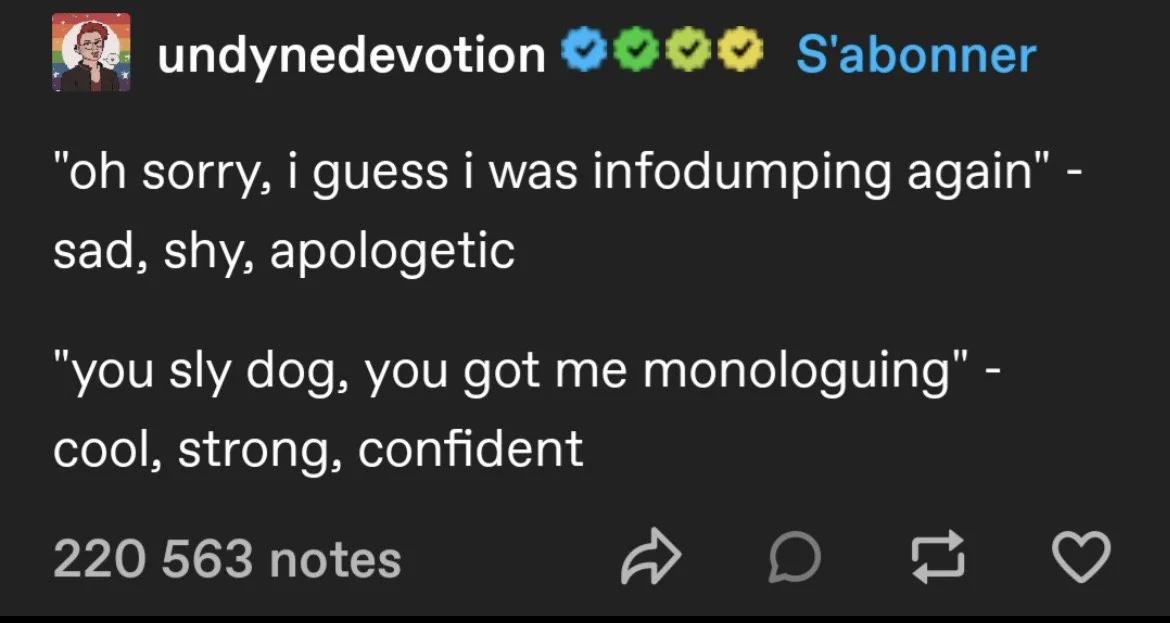 undynedevotion S'abonner
"oh sorry, i guess i was infodumping again" -
sad, shy, apologetic
"you sly dog, you got me monologuing" -
cool, strong, confident
220 563 notes